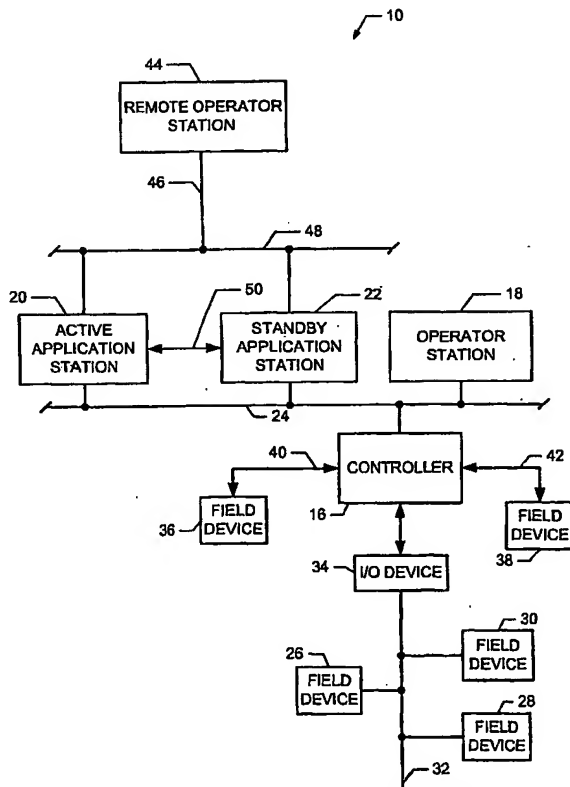 10
44
REMOTE OPERATOR
STATION
46
48
20
50
22
18
ACTIVE
APPLICATION
STATION
STANDBY
APPLICATION
STATION
OPERATOR
STATION
24
40
42
CONTROLLER
36
FIELD
DEVICE
16
FIELD
DEVICE
38
34
I/O DEVICE
26
30
FIELD
DEVICE
FIELD
DEVICE
28
FIELD
DEVICE
32